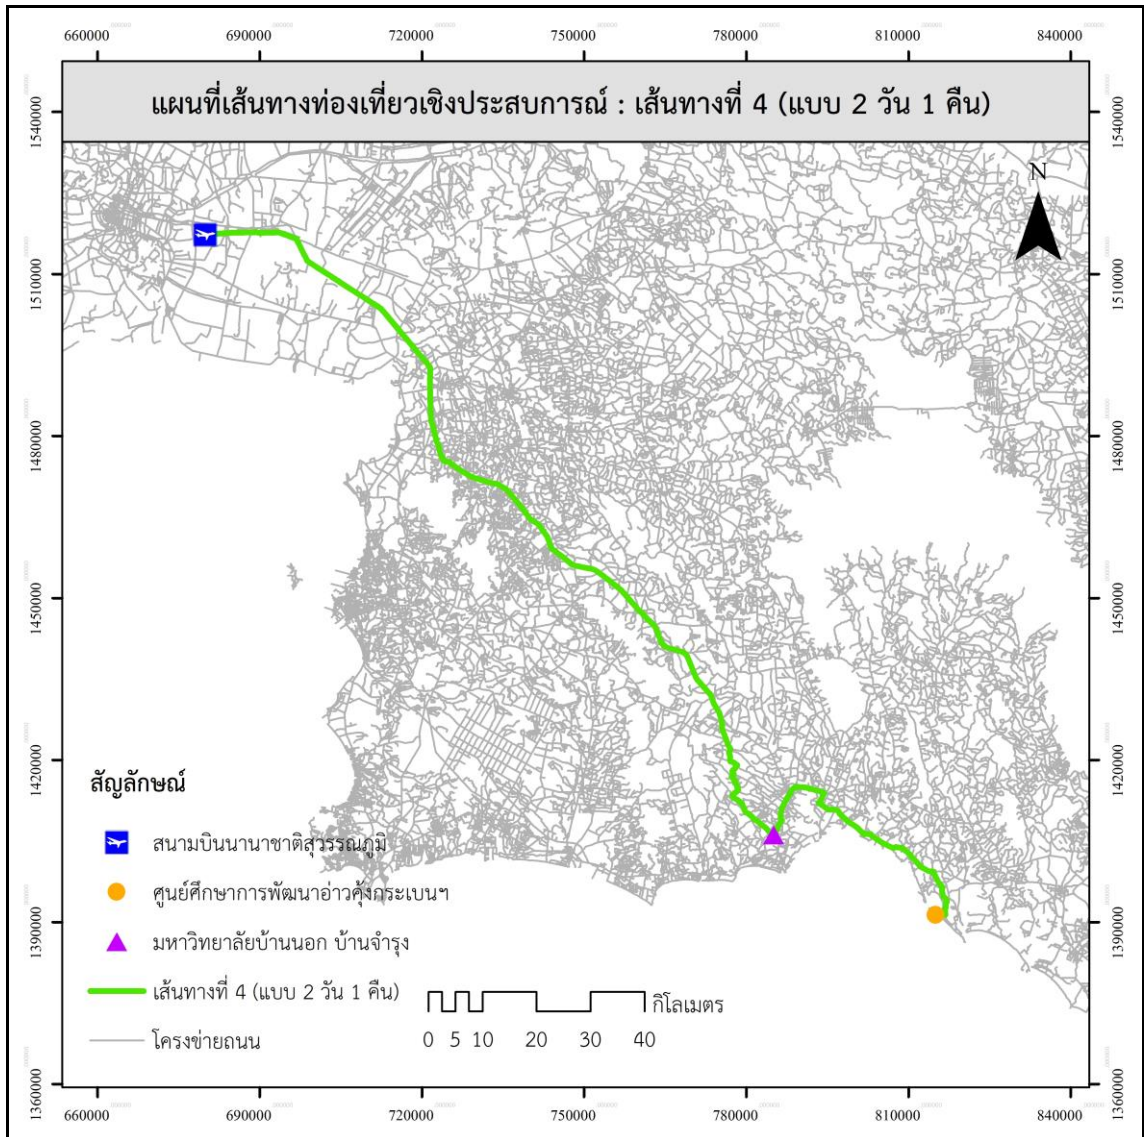 660000 690000 720000 750000 780000 810000 840000
แผนที่เส้นทางท่องเที่ยวเชิงประสบการณ์ : เส้นทางที่ 4 (แบบ 2 วัน 1 คืน)
N
1540000 1540000
1510000 1510000
1480000 1480000
1450000 1450000
1420000 1420000
1390000 1390000
1360000 1360000
สัญลักษณ์
สนามบินนานาชาติสุวรรณภูมิ
ศูนย์ศึกษาการพัฒนาอ่าวคุ้งกระเบนฯ
มหาวิทยาลัยบ้านนอก บ้านจำรุง
เส้นทางที่ 4 (แบบ 2 วัน 1 คืน)
โครงข่ายถนน
กิโลเมตร
0 5 10 20 30 40
660000 690000 720000 750000 780000 810000 840000